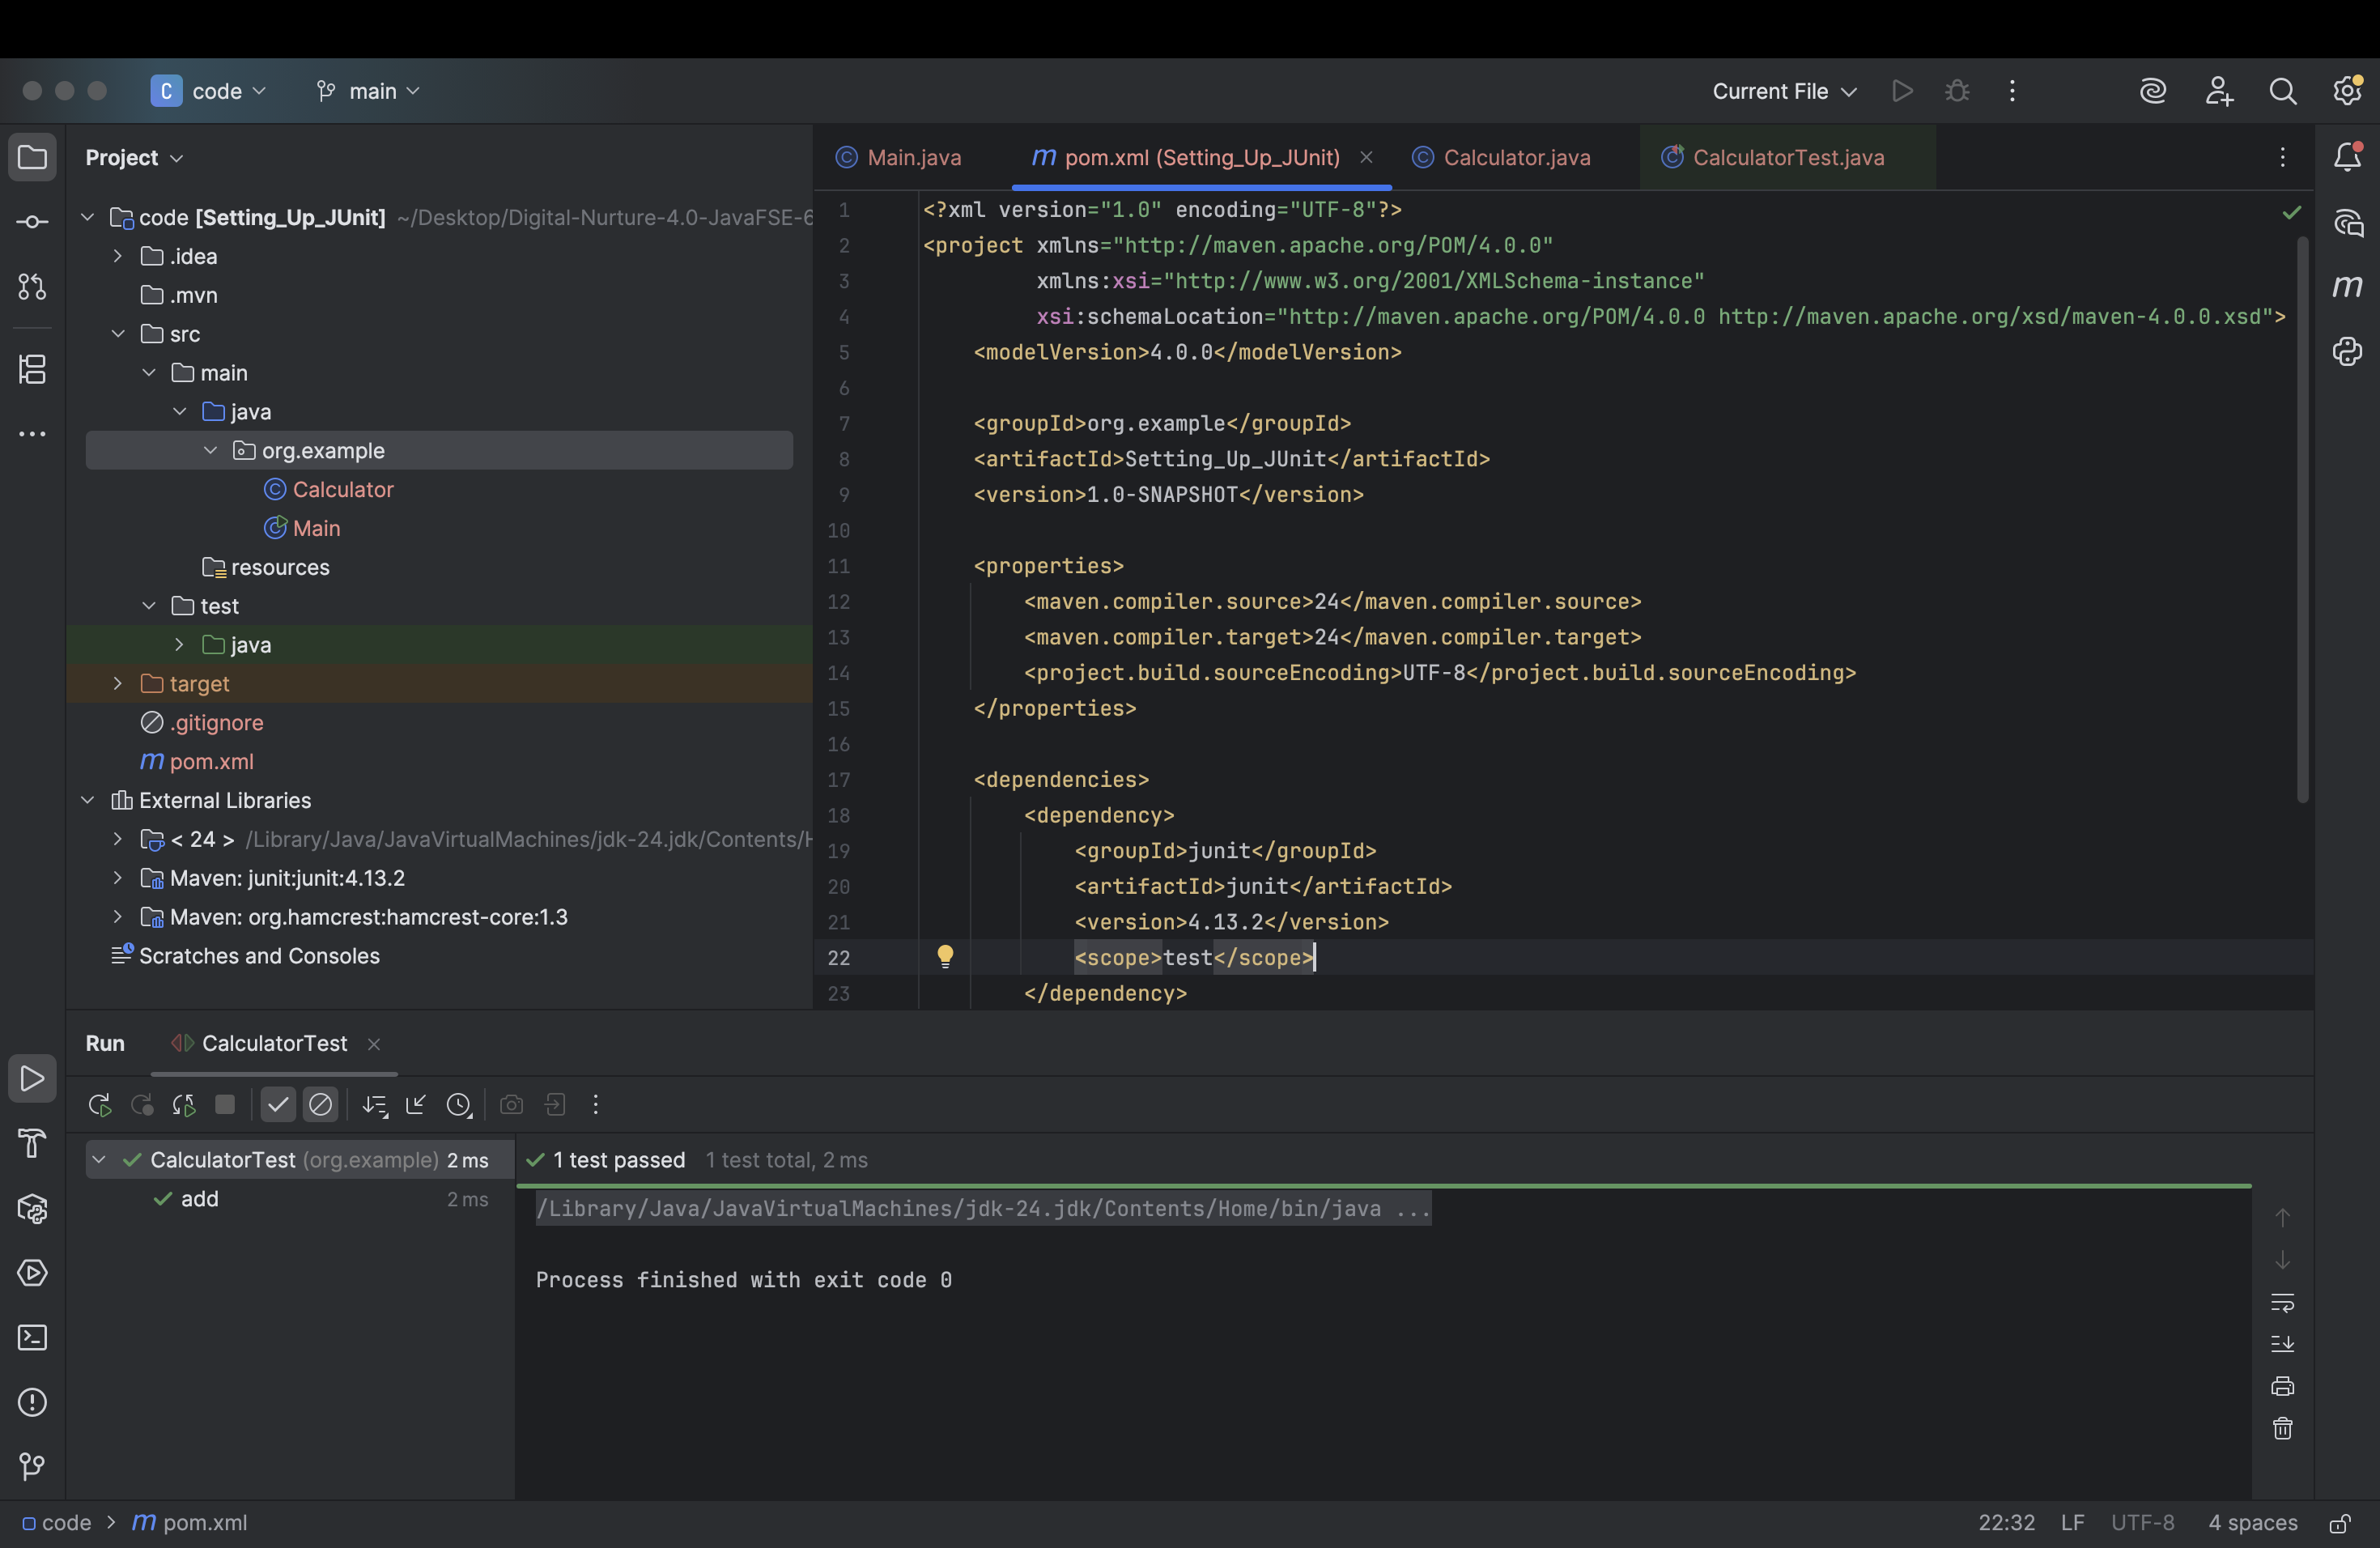 C code main Current File
Project
code [Setting_Up_JUnit] ~/Desktop/Digital-Nurture-4.0-JavaFSE-6
.idea
.mvn
src
main
java
org.example
Calculator
Main
resources
test
java
target
.gitignore
m pom.xml
External Libraries
< 24 > /Library/Java/JavaVirtualMachines/jdk-24.jdk/Contents/H
Maven: junit:junit:4.13.2
Maven: org.hamcrest:hamcrest-core:1.3
Scratches and Consoles
Main.java m pom.xml (Setting_Up_JUnit) Calculator.java CalculatorTest.java
1 <?xml version="1.0" encoding="UTF-8"?>
2 <project xmlns="http://maven.apache.org/POM/4.0.0"
3 xmlns:xsi="http://www.w3.org/2001/XMLSchema-instance"
4 xsi:schemaLocation="http://maven.apache.org/POM/4.0.0 http://maven.apache.org/xsd/maven-4.0.0.xsd">
5 <modelVersion>4.0.0</modelVersion>
6
7 <groupId>org.example</groupId>
8 <artifactId>Setting_Up_JUnit</artifactId>
9 <version>1.0-SNAPSHOT</version>
10
11 <properties>
12 <maven.compiler.source>24</maven.compiler.source>
13 <maven.compiler.target>24</maven.compiler.target>
14 <project.build.sourceEncoding>UTF-8</project.build.sourceEncoding>
15 </properties>
16
17 <dependencies>
18 <dependency>
19 <groupId>junit</groupId>
20 <artifactId>junit</artifactId>
21 <version>4.13.2</version>
22 <scope>test</scope>
23 </dependency>
m
Run CalculatorTest
CalculatorTest (org.example) 2 ms
add 2 ms
1 test passed 1 test total, 2 ms
/Library/Java/JavaVirtualMachines/jdk-24.jdk/Contents/Home/bin/java ...
Process finished with exit code 0
code > m pom.xml 22:32 LF UTF-8 4 spaces